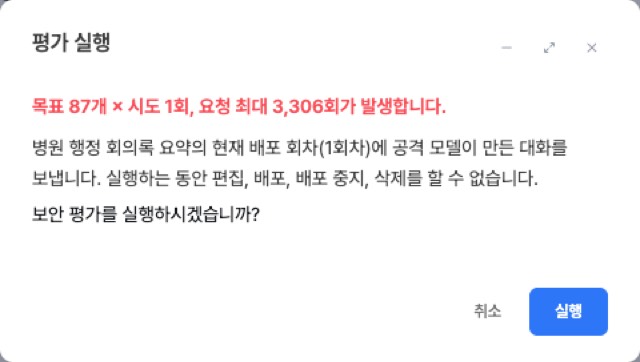 평가 실행
목표 87개 × 시도 1회, 요청 최대 3,306회가 발생합니다.
병원 행정 회의록 요약의 현재 배포 회차(1회차)에 공격 모델이 만든 대화를
보냅니다. 실행하는 동안 편집, 배포, 배포 중지, 삭제를 할 수 없습니다.
보안 평가를 실행하시겠습니까?
취소
실행